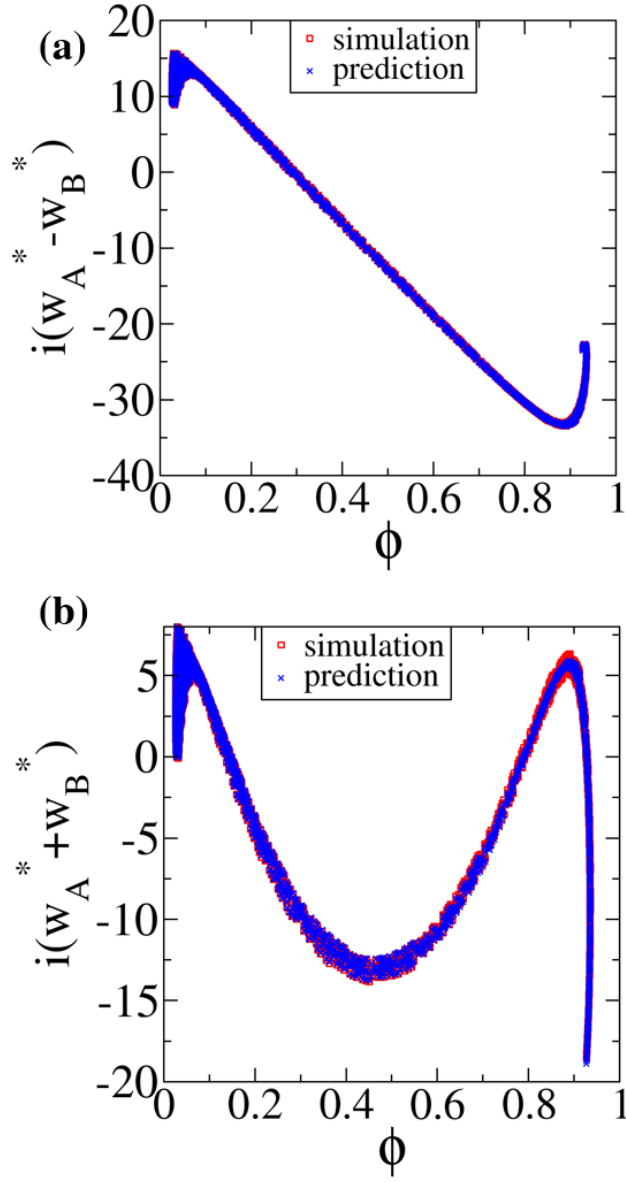 (a)
simulation
prediction
20
10
0
-10
-20
-30
-40
i(w_A^* -w_B^*)
0 0.2 0.4 0.6 0.8 1
ϕ
(b)
simulation
prediction
5
0
-5
-10
-15
-20
i(w_A^* +w_B^*)
0 0.2 0.4 0.6 0.8 1
ϕ